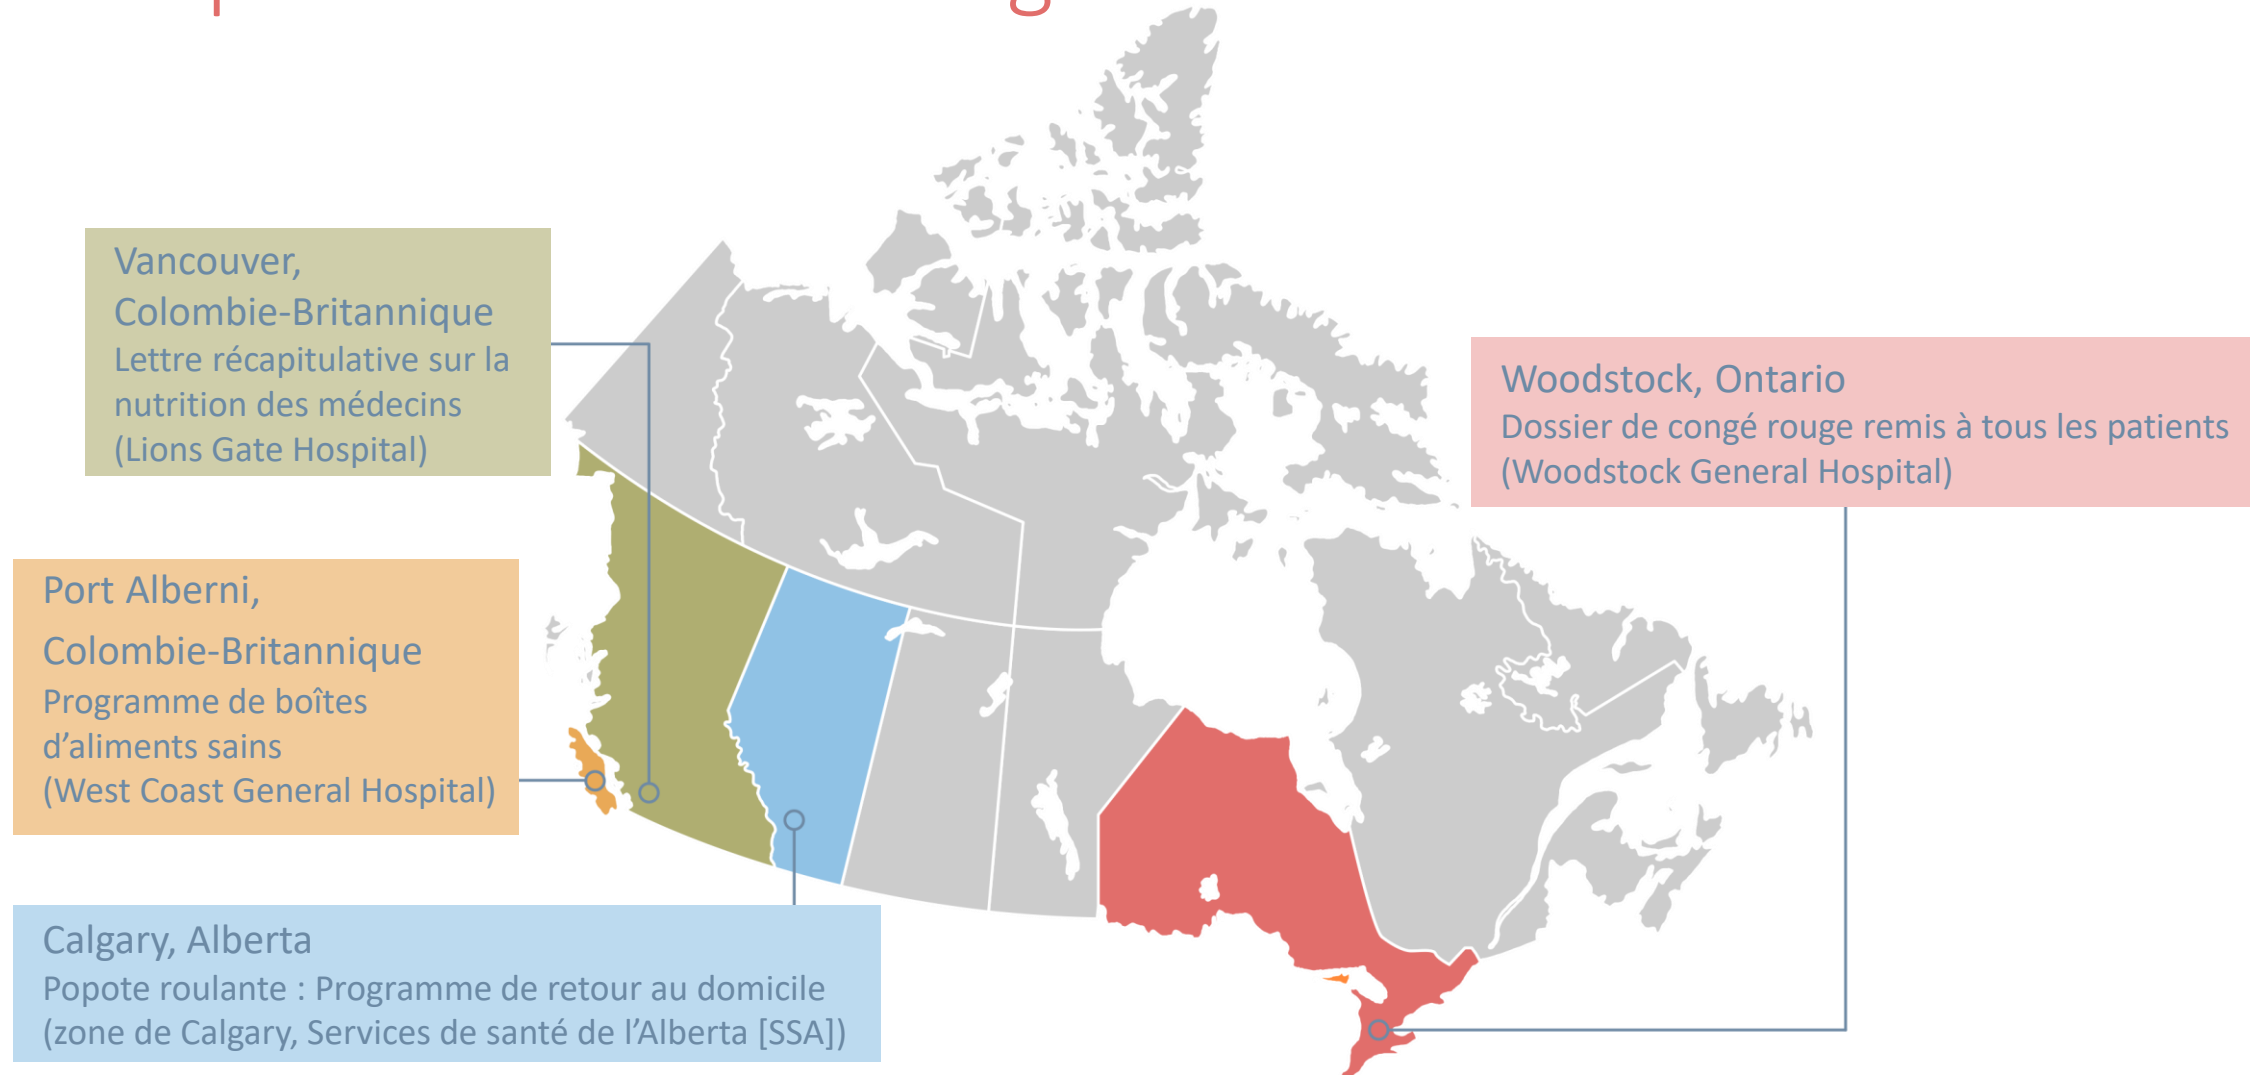 Vancouver,
Colombie-Britannique
Lettre récapitulative sur la
nutrition des médecins
(Lions Gate Hospital)
Woodstock, Ontario
Dossier de congé rouge remis à tous les patients
(Woodstock General Hospital)
Port Alberni,
Colombie-Britannique
Programme de boîtes
d’aliments sains
(West Coast General Hospital)
Calgary, Alberta
Popote roulante : Programme de retour au domicile
(zone de Calgary, Services de santé de l’Alberta [SSA])